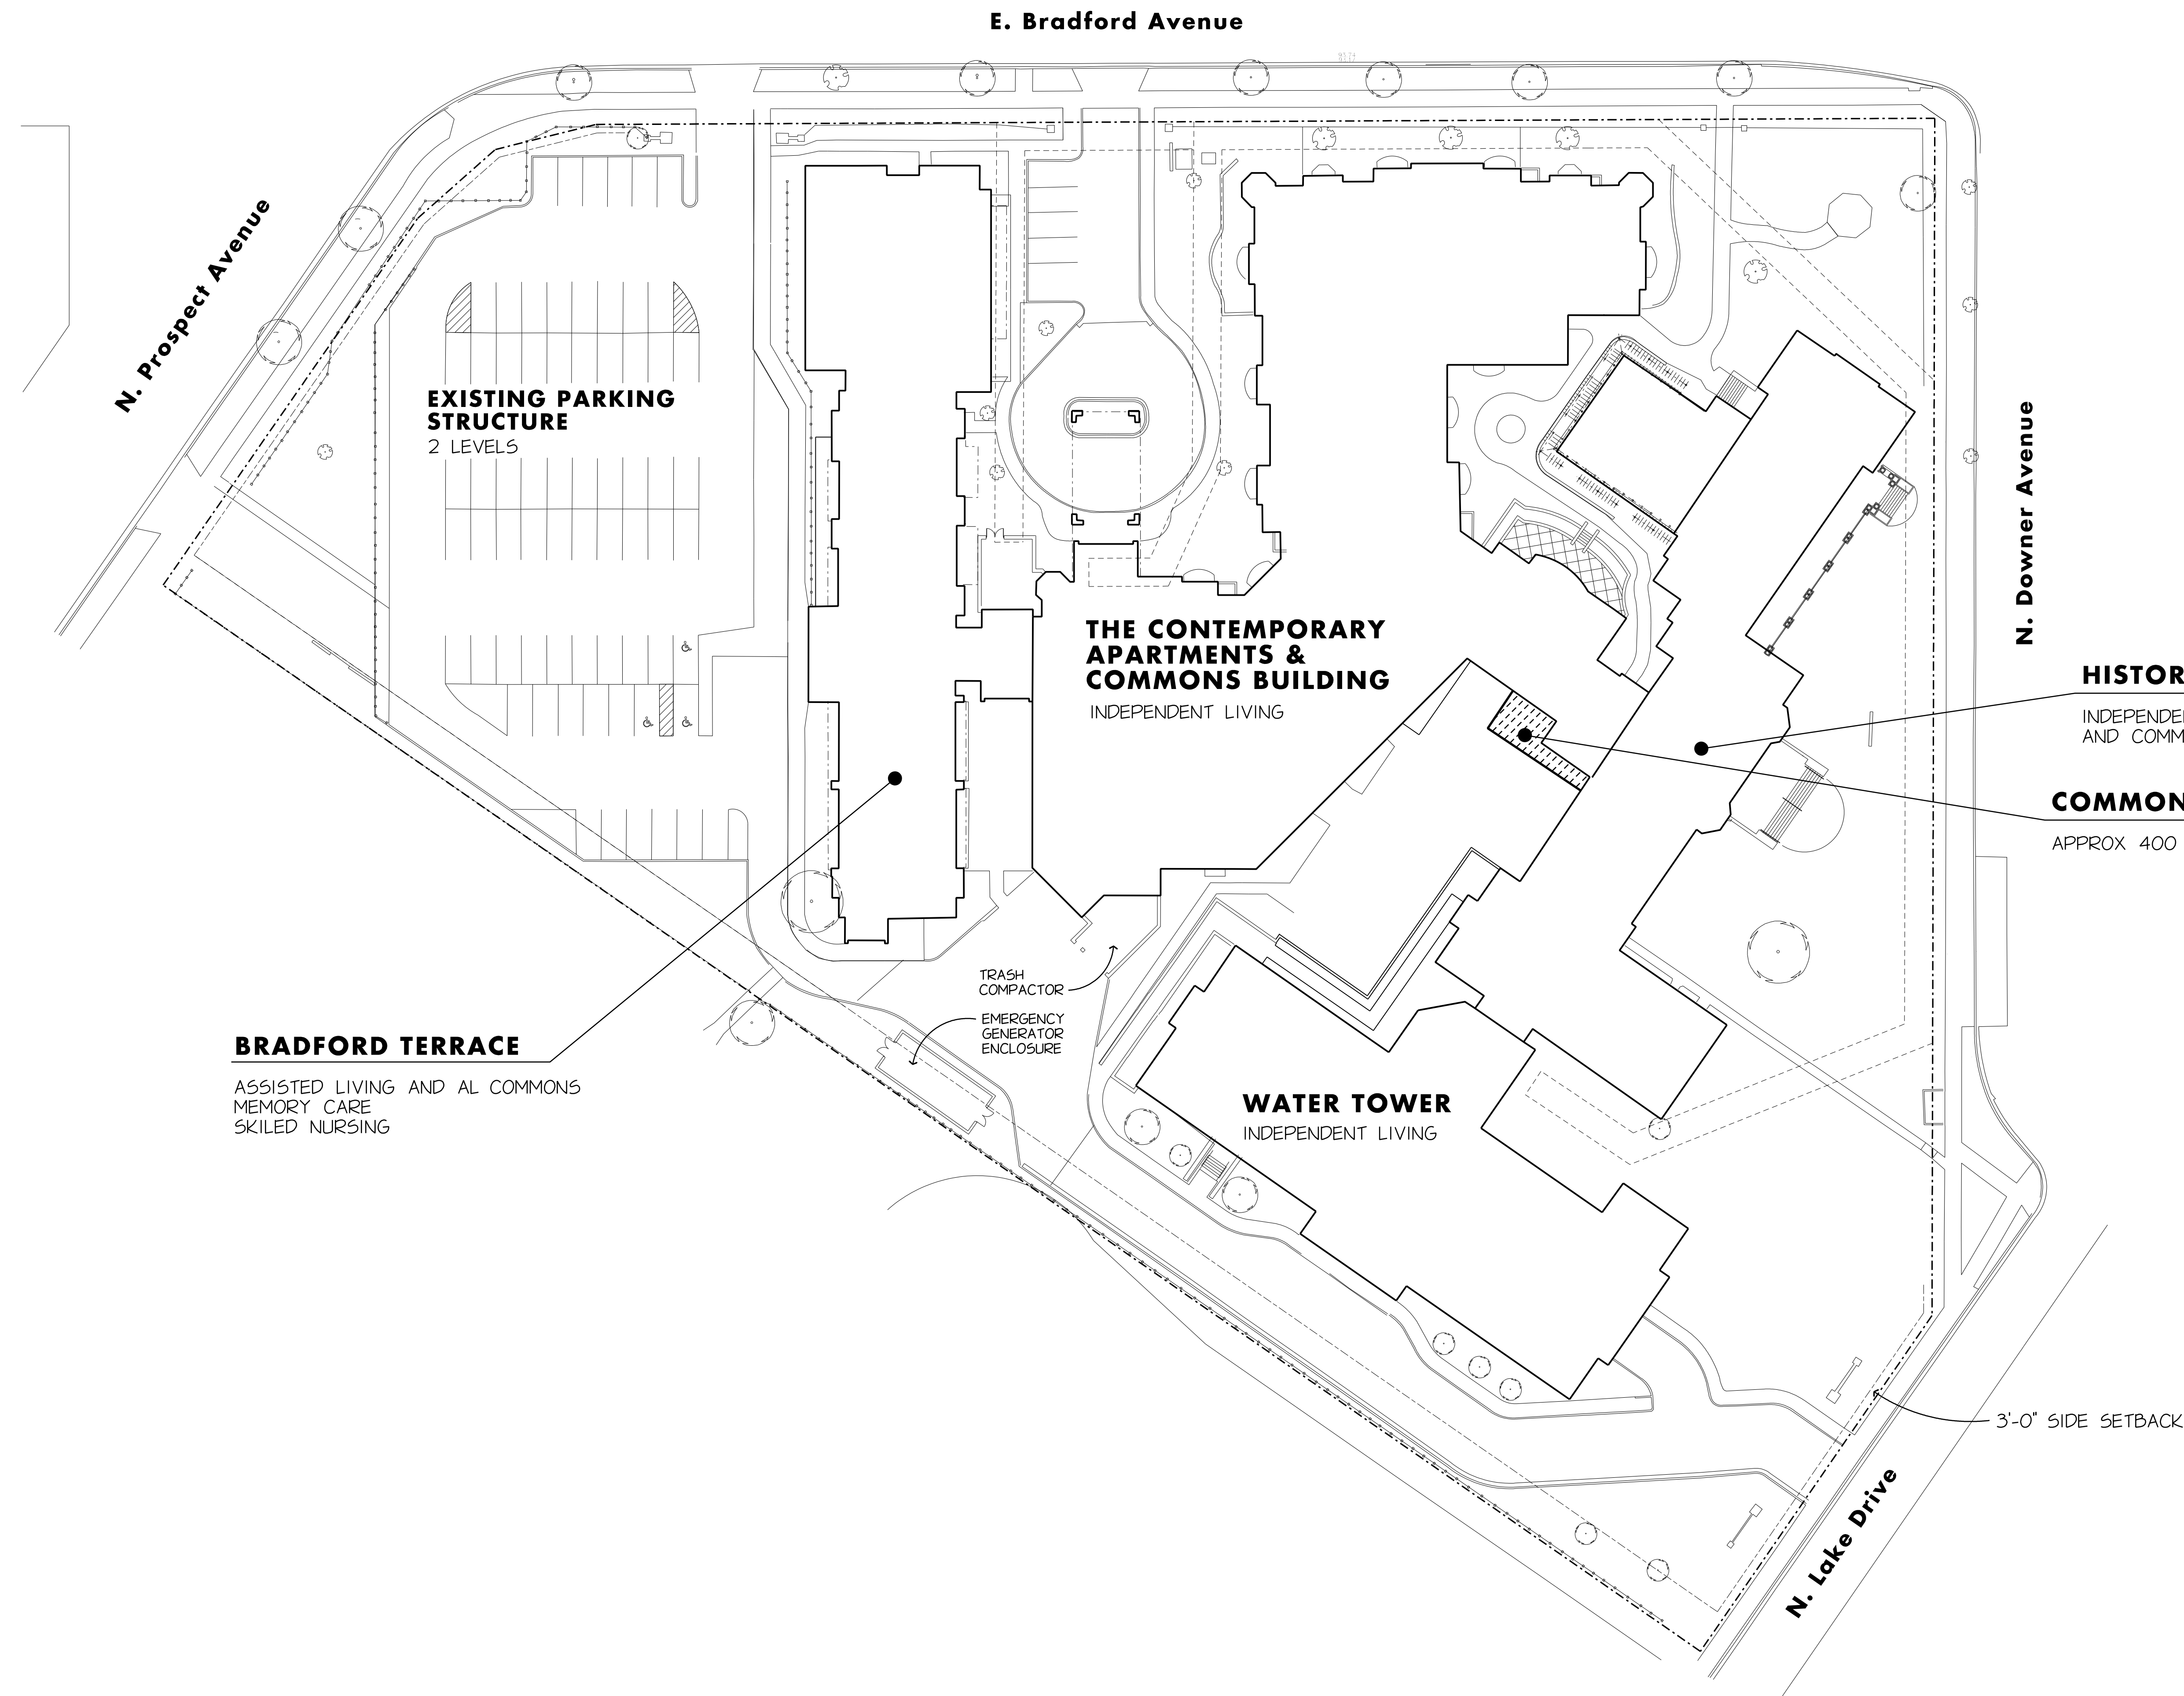 E. Bradford Avenue
N. Prospect Avenue
EXISTING PARKING
STRUCTURE
2 LEVELS
N. Downer Avenue
THE CONTEMPORARY
APARTMENTS &
COMMONS BUILDING
INDEPENDENT LIVING
HISTOR
INDEPENDE
AND COMM
COMMON
APPROX 400
TRASH
COMPACTOR
EMERGENCY
GENERATOR
ENCLOSURE
BRADFORD TERRACE
ASSISTED LIVING AND AL COMMONS
MEMORY CARE
SKILED NURSING
WATER TOWER
INDEPENDENT LIVING
3'-0" SIDE SETBACK
N. Lake Drive